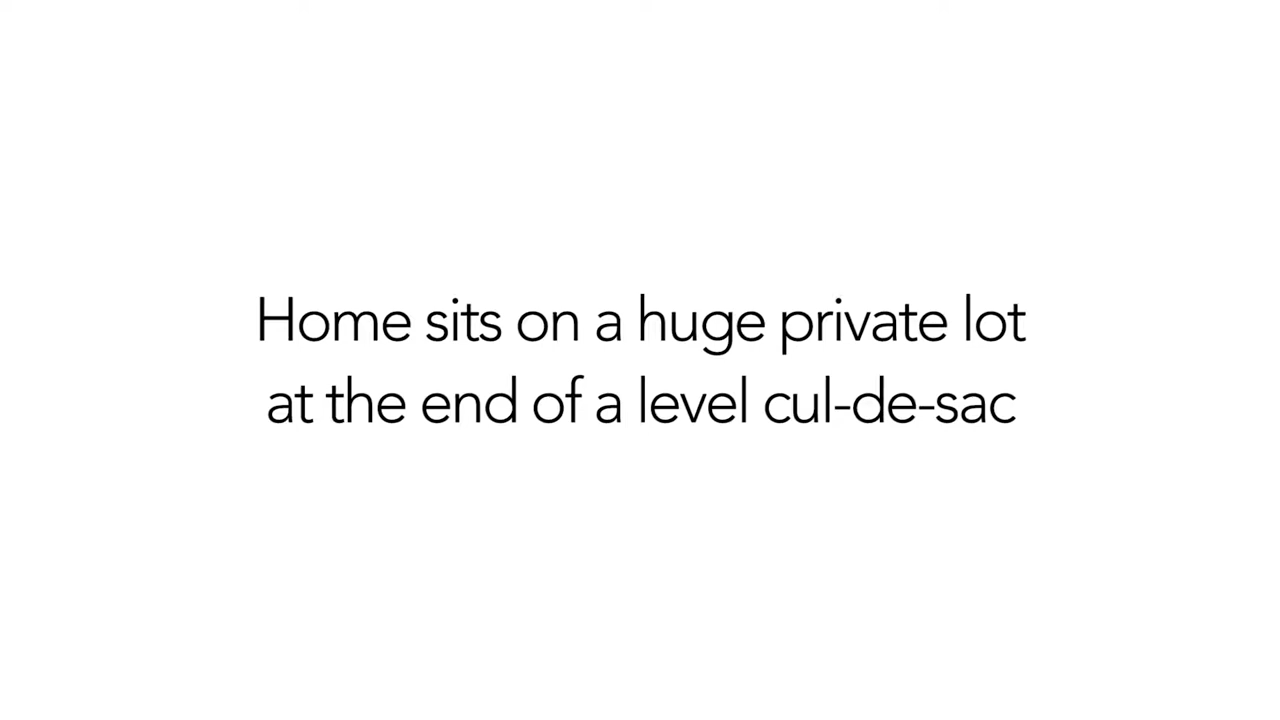 Home sits on a huge private lot
at the end of a level cul-de-sac